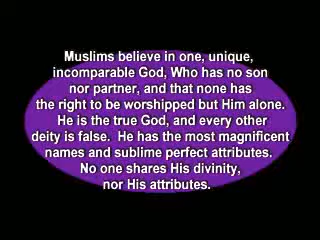 Muslims believe in one, unique,
incomparable God, Who has no son
nor partner, and that none has
the right to be worshipped but Him alone.
He is the true God, and every other
deity is false.  He has the most magnificent
names and sublime perfect attributes.
No one shares His divinity,
nor His attributes.